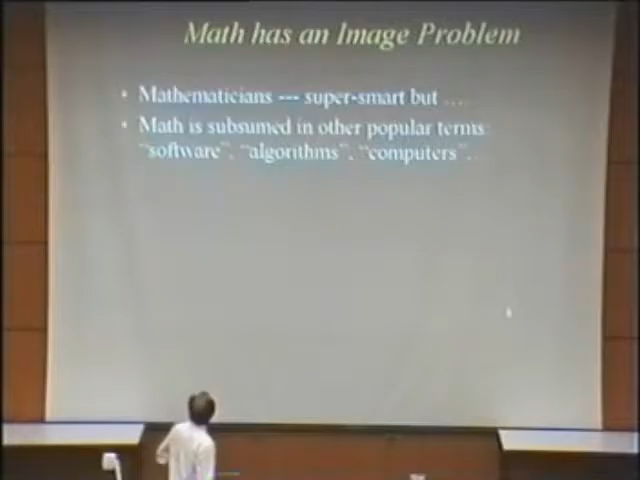 Math has an Image Problem
• Mathematicians --- super-smart but ….
• Math is subsumed in other popular terms:
“software”, “algorithms”, “computers”..